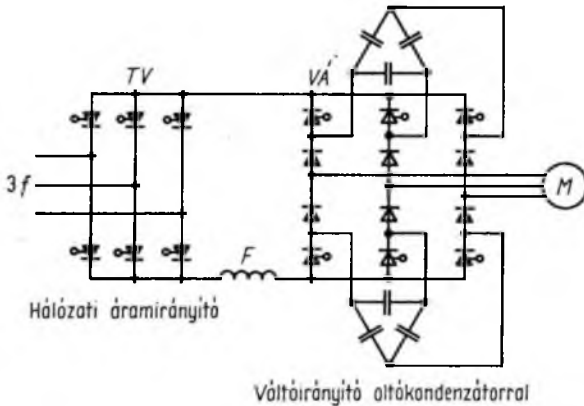 TV
VÁ
3f
F
M
Hálózati áramirányító
Váltóirányító oltókondenzátorral